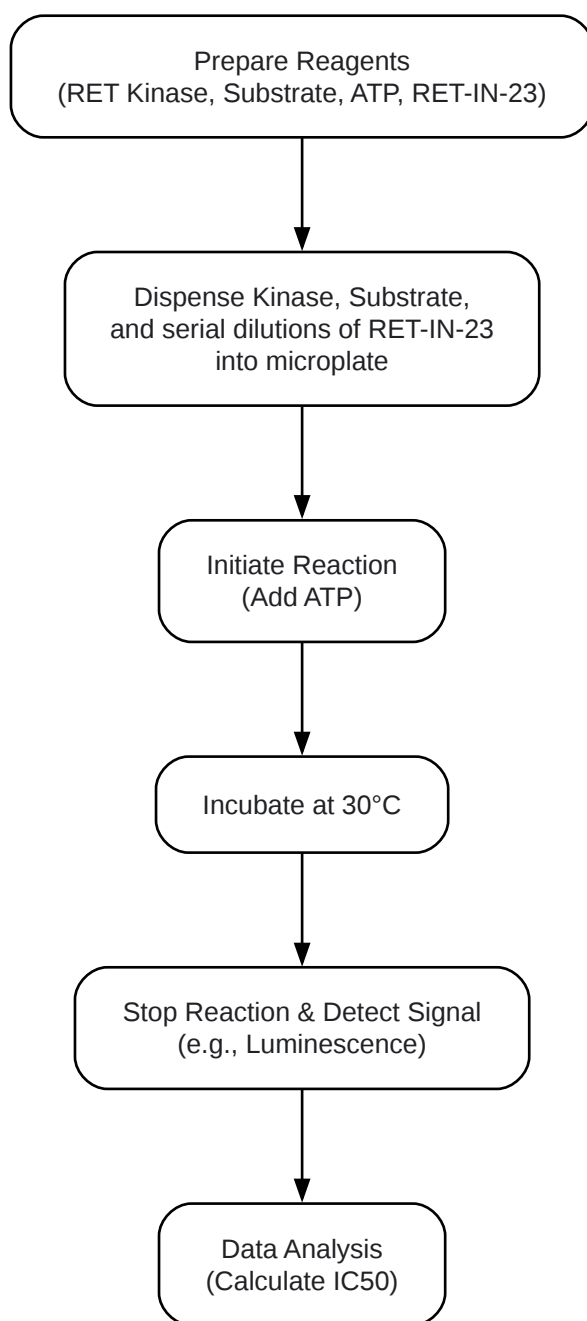 Prepare Reagents
(RET Kinase, Substrate, ATP, RET-IN-23)
Dispense Kinase, Substrate,
and serial dilutions of RET-IN-23
into microplate
Initiate Reaction
(Add ATP)
Incubate at 30°C
Stop Reaction & Detect Signal
(e.g., Luminescence)
Data Analysis
(Calculate IC50)